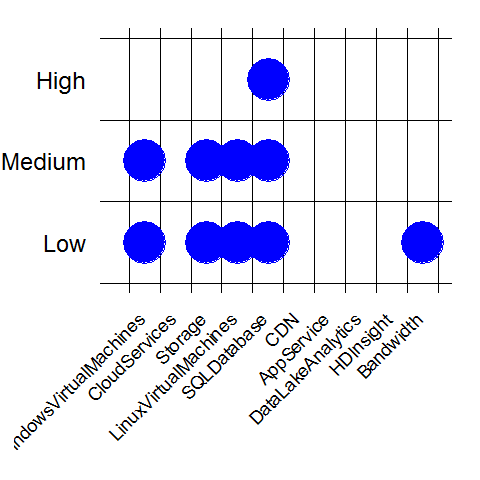 High
Medium
Low
ndowsVirtualMachines
CloudServices
Storage
LinuxVirtualMachines
SQLDatabase
CDN
AppService
DataLakeAnalytics
HDInsight
Bandwidth